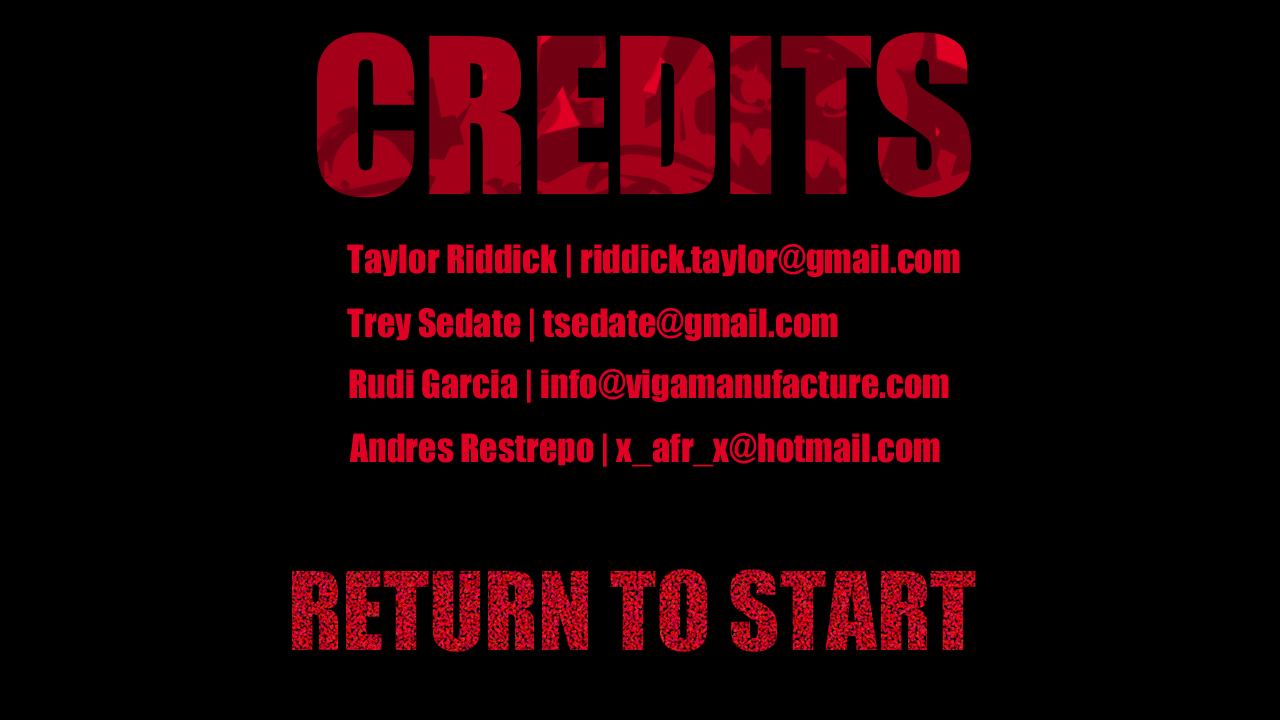 CREDITS
Taylor Riddick | riddick.taylor@gmail.com
Trey Sedate | tsedate@gmail.com
Rudi Garcia | info@vigamanufacture.com
Andres Restrepo | x_afr_x@hotmail.com
RETURN TO START